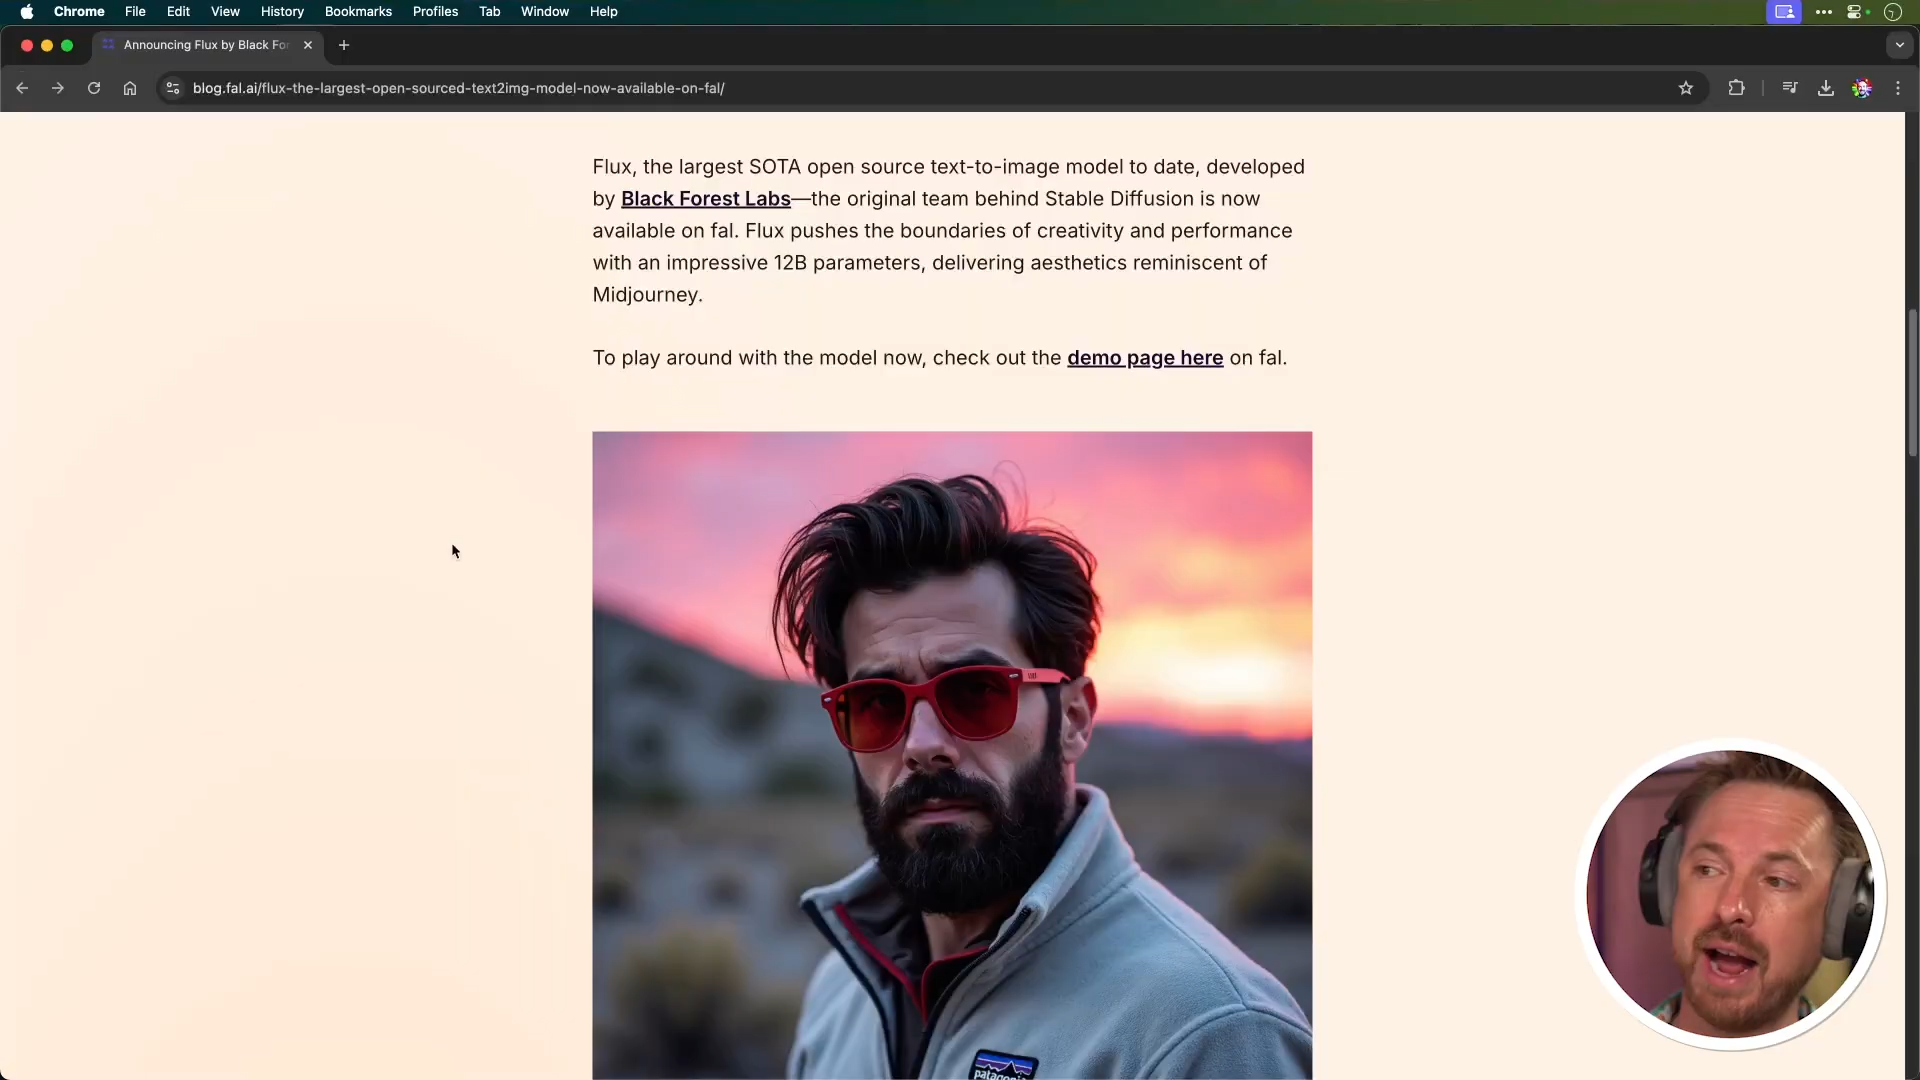 Chrome File Edit View History Bookmarks Profiles Tab Window Help
Announcing Flux by Black For
blog.fal.ai/flux-the-largest-open-sourced-text2img-model-now-available-on-fal/
Flux, the largest SOTA open source text-to-image model to date, developed
by Black Forest Labs—the original team behind Stable Diffusion is now
available on fal. Flux pushes the boundaries of creativity and performance
with an impressive 12B parameters, delivering aesthetics reminiscent of
Midjourney.
To play around with the model now, check out the demo page here on fal.
patagonia